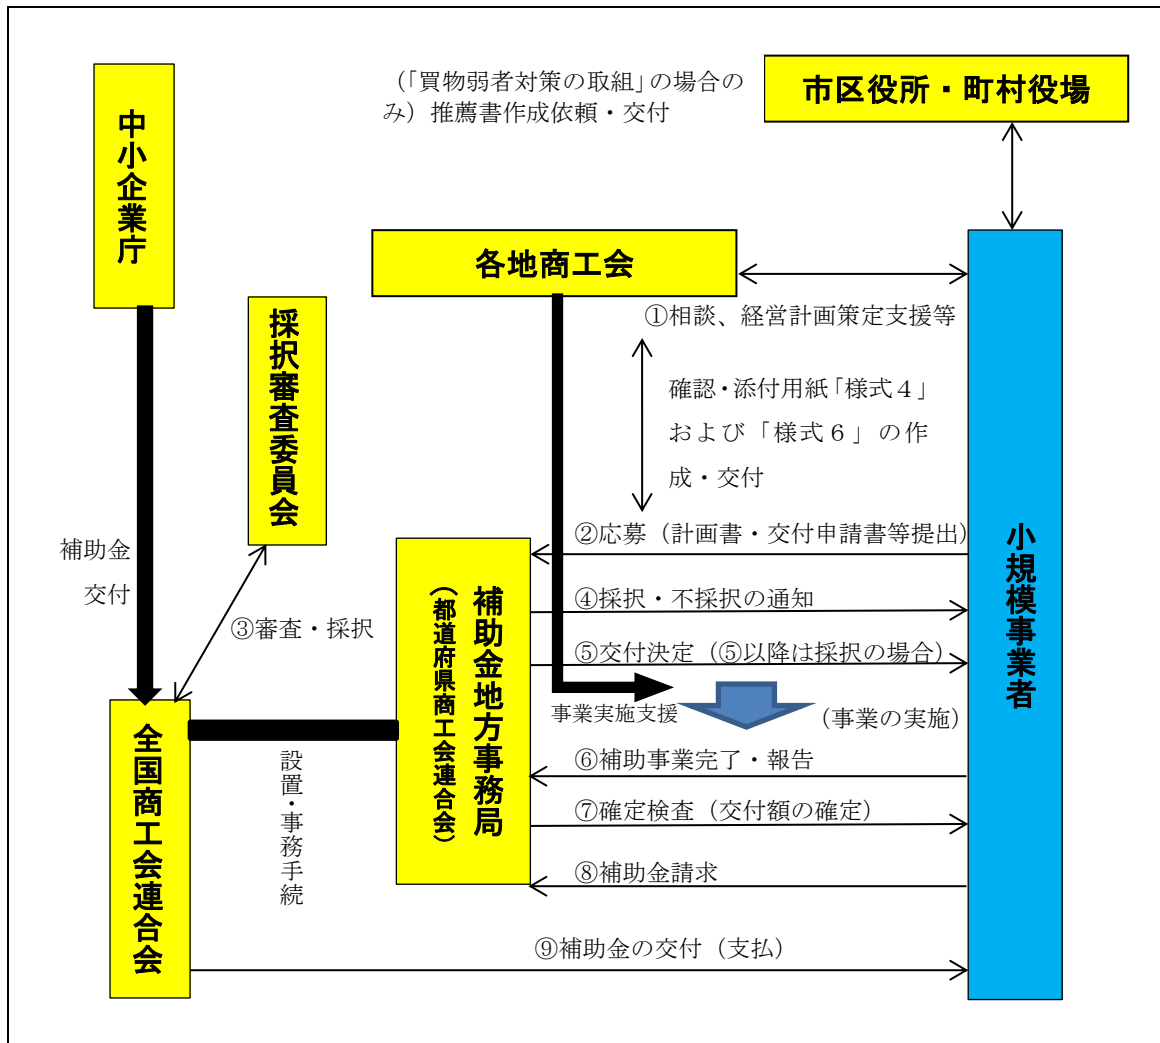 （「買物弱者対策の取組」の場合の
み）推薦書作成依頼・交付
市区役所・町村役場
中小企業庁
各地商工会
①相談、経営計画策定支援等
採択審査委員会
確認・添付用紙「様式４」
および「様式６」の作
成・交付
小規模事業者
補助金
交付
②応募（計画書・交付申請書等提出）
③審査・採択
補助金地方事務局
（都道府県商工会連合会）
④採択・不採択の通知
⑤交付決定（⑤以降は採択の場合）
事業実施支援
（事業の実施）
全国商工会連合会
設置・事務手続
⑥補助事業完了・報告
⑦確定検査（交付額の確定）
⑧補助金請求
⑨補助金の交付（支払）